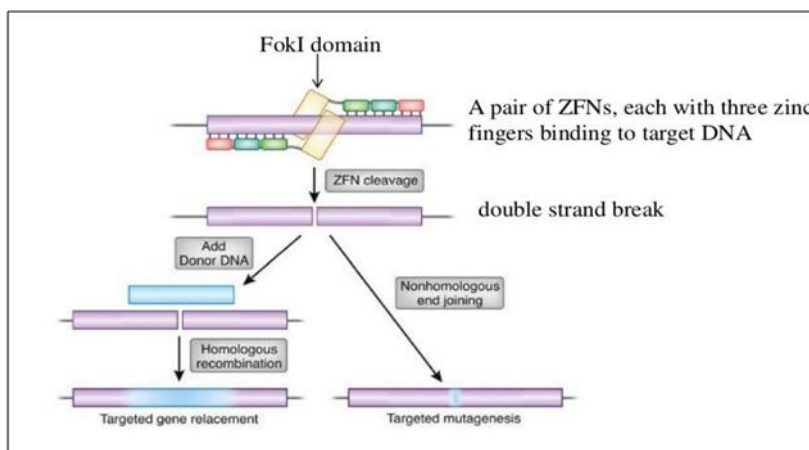 FokI domain
A pair of ZFNs, each with three zinc
fingers binding to target DNA
ZFN cleavage
double strand break
Add
Donor DNA
Nonhomologous
end joining
Homologous
recombination
Targeted gene relacement
Targeted mutagenesis